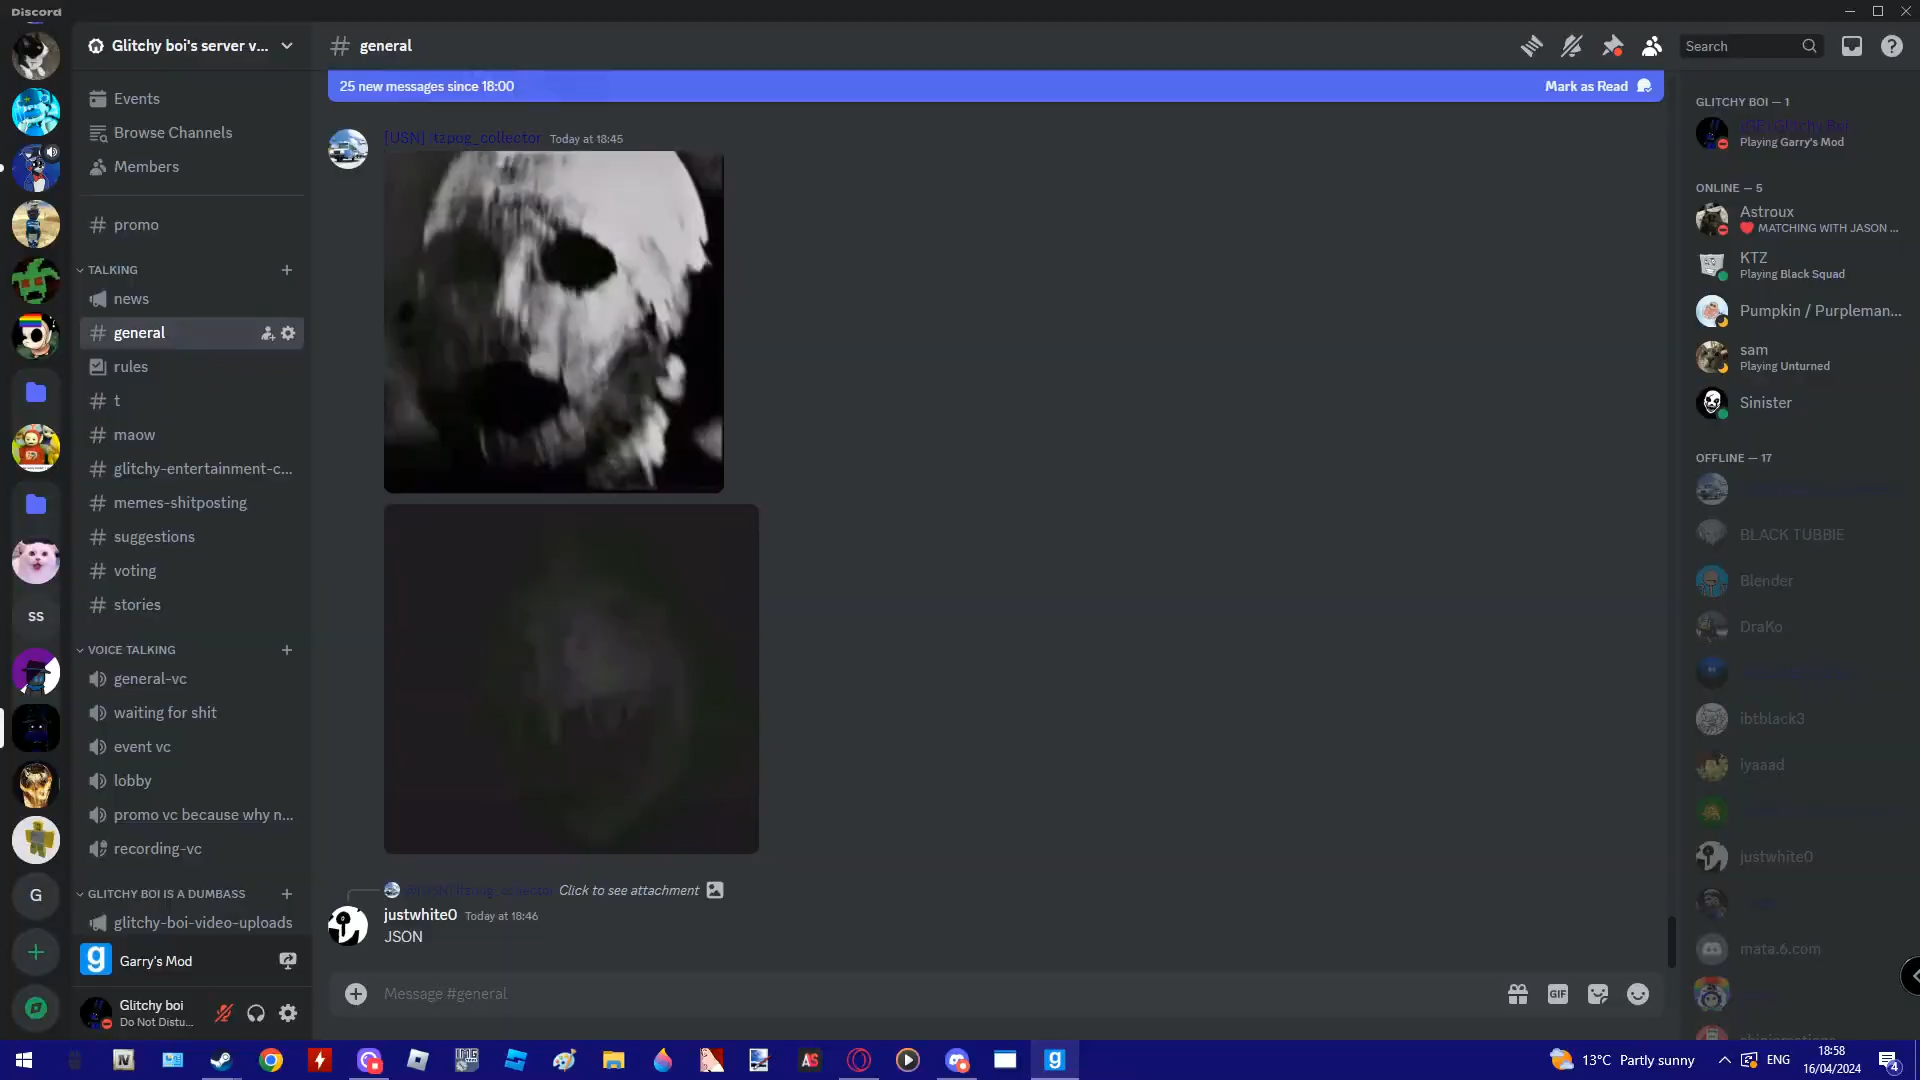 Discord
Glitchy boi's server v...
Events
Browse Channels
Members
promo
TALKING
news
general
rules
t
maow
glitchy-entertainment-c...
memes-shitposting
suggestions
voting
stories
VOICE TALKING
general-vc
waiting for shit
event vc
lobby
promo vc because why n...
recording-vc
GLITCHY BOI IS A DUMBASS
glitchy-boi-video-uploads
Garry's Mod
Glitchy boi
Do Not Distu...
SS
G
general
Search
25 new messages since 18:00
Mark as Read
[USN] itzpog_collector Today at 18:45
@[USN] itzpog_collector Click to see attachment
justwhite0 Today at 18:46
JSON
Message #general
GIF
GLITCHY BOI — 1
Playing Garry's Mod
ONLINE — 5
Astroux
MATCHING WITH JASON ...
KTZ
Playing Black Squad
Pumpkin / Purpleman...
sam
Playing Unturned
Sinister
OFFLINE — 17
BLACK TUBBIE
Blender
DraKo
ibtblack3
iyaaad
justwhite0
mata.6.com
13°C Partly sunny
ENG
18:58
16/04/2024
4